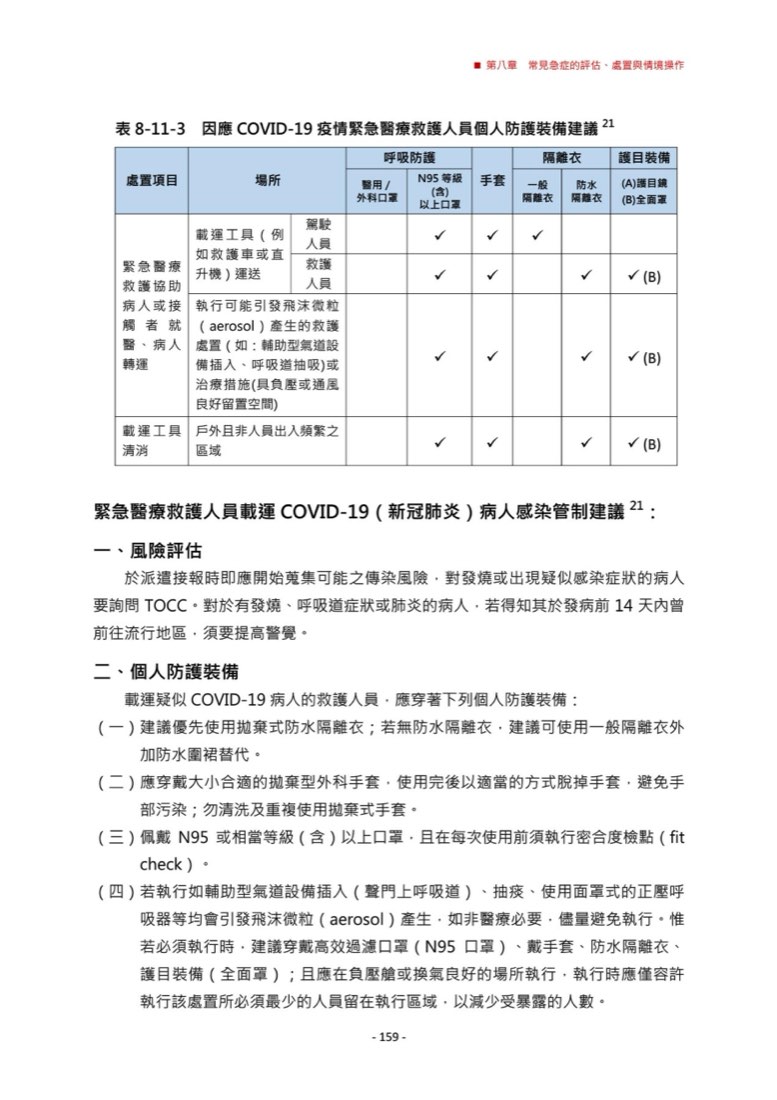 ■ 第八章 常見急症的評估、處置與情境操作
表 8-11-3 因應 COVID-19 疫情緊急醫療救護人員個人防護裝備建議 21
處置項目
場所
呼吸防護
手套
隔離衣
護目裝備
醫用/
外科口罩
N95 等級
(含)
以上口罩
一般
隔離衣
防水
隔離衣
(A)護目鏡
(B)全面罩
緊急醫療
救護協助
病人或接
觸者就
醫、病人
轉運
載運工具(例
如救護車或直
升機)運送
駕駛
人員
✓ ✓ ✓
救護
人員
✓ ✓ ✓ ✓(B)
執行可能引發飛沫微粒
(aerosol)產生的救護
處置(如:輔助型氣道設
備插入、呼吸道抽吸)或
治療措施(具負壓或通風
良好留置空間)
✓ ✓ ✓ ✓(B)
載運工具
清消
戶外且非人員出入頻繁之
區域
✓ ✓ ✓ ✓(B)
緊急醫療救護人員載運 COVID-19(新冠肺炎)病人感染管制建議 21:
一、風險評估
於派遣接報時即應開始蒐集可能之傳染風險,對發燒或出現疑似感染症狀的病人
要詢問 TOCC。對於有發燒、呼吸道症狀或肺炎的病人,若得知其於發病前 14 天內曾
前往流行地區,須要提高警覺。
二、個人防護裝備
載運疑似 COVID-19 病人的救護人員,應穿著下列個人防護裝備:
(一)建議優先使用拋棄式防水隔離衣;若無防水隔離衣,建議可使用一般隔離衣外
加防水圍裙替代。
(二)應穿戴大小合適的拋棄型外科手套,使用完後以適當的方式脫掉手套,避免手
部污染;勿清洗及重複使用拋棄式手套。
(三)佩戴 N95 或相當等級(含)以上口罩,且在每次使用前須執行密合度檢點(fit
check)。
(四)若執行如輔助型氣道設備插入(聲門上呼吸道)、抽痰、使用面罩式的正壓呼
吸器等均會引發飛沫微粒(aerosol)產生,如非醫療必要,儘量避免執行。惟
若必須執行時,建議穿戴高效過濾口罩(N95 口罩)、戴手套、防水隔離衣、
護目裝備(全面罩);且應在負壓艙或換氣良好的場所執行,執行時應僅容許
執行該處置所必須最少的人員留在執行區域,以減少受暴露的人數。
- 159 -